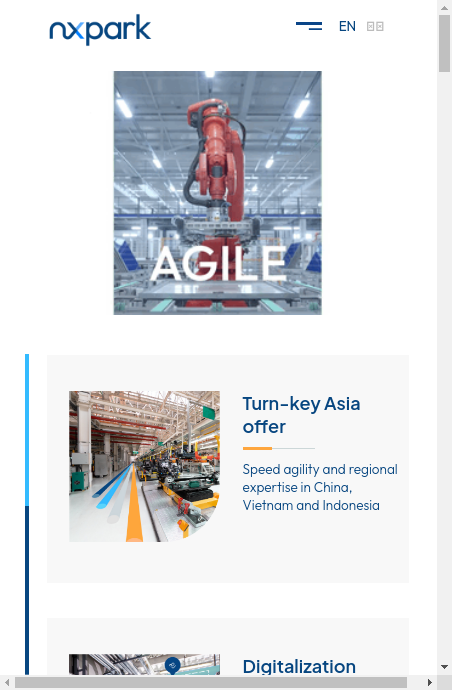 nxpark
EN
AGILE
Turn-key Asia
offer
Speed agility and regional
expertise in China,
Vietnam and Indonesia
Digitalization